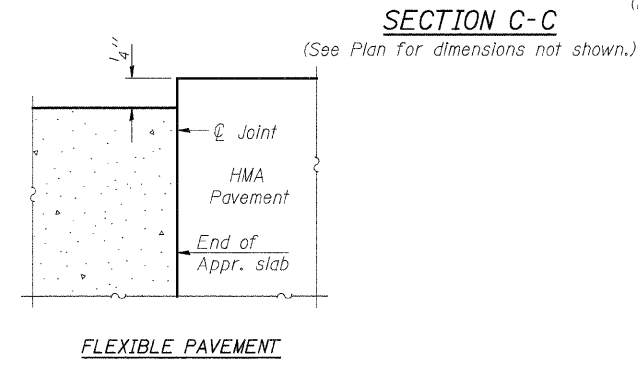 SECTION C-C
(See Plan for dimensions not shown.)
1/4"
℄ Joint
HMA
Pavement
End of
Appr. slab
FLEXIBLE PAVEMENT